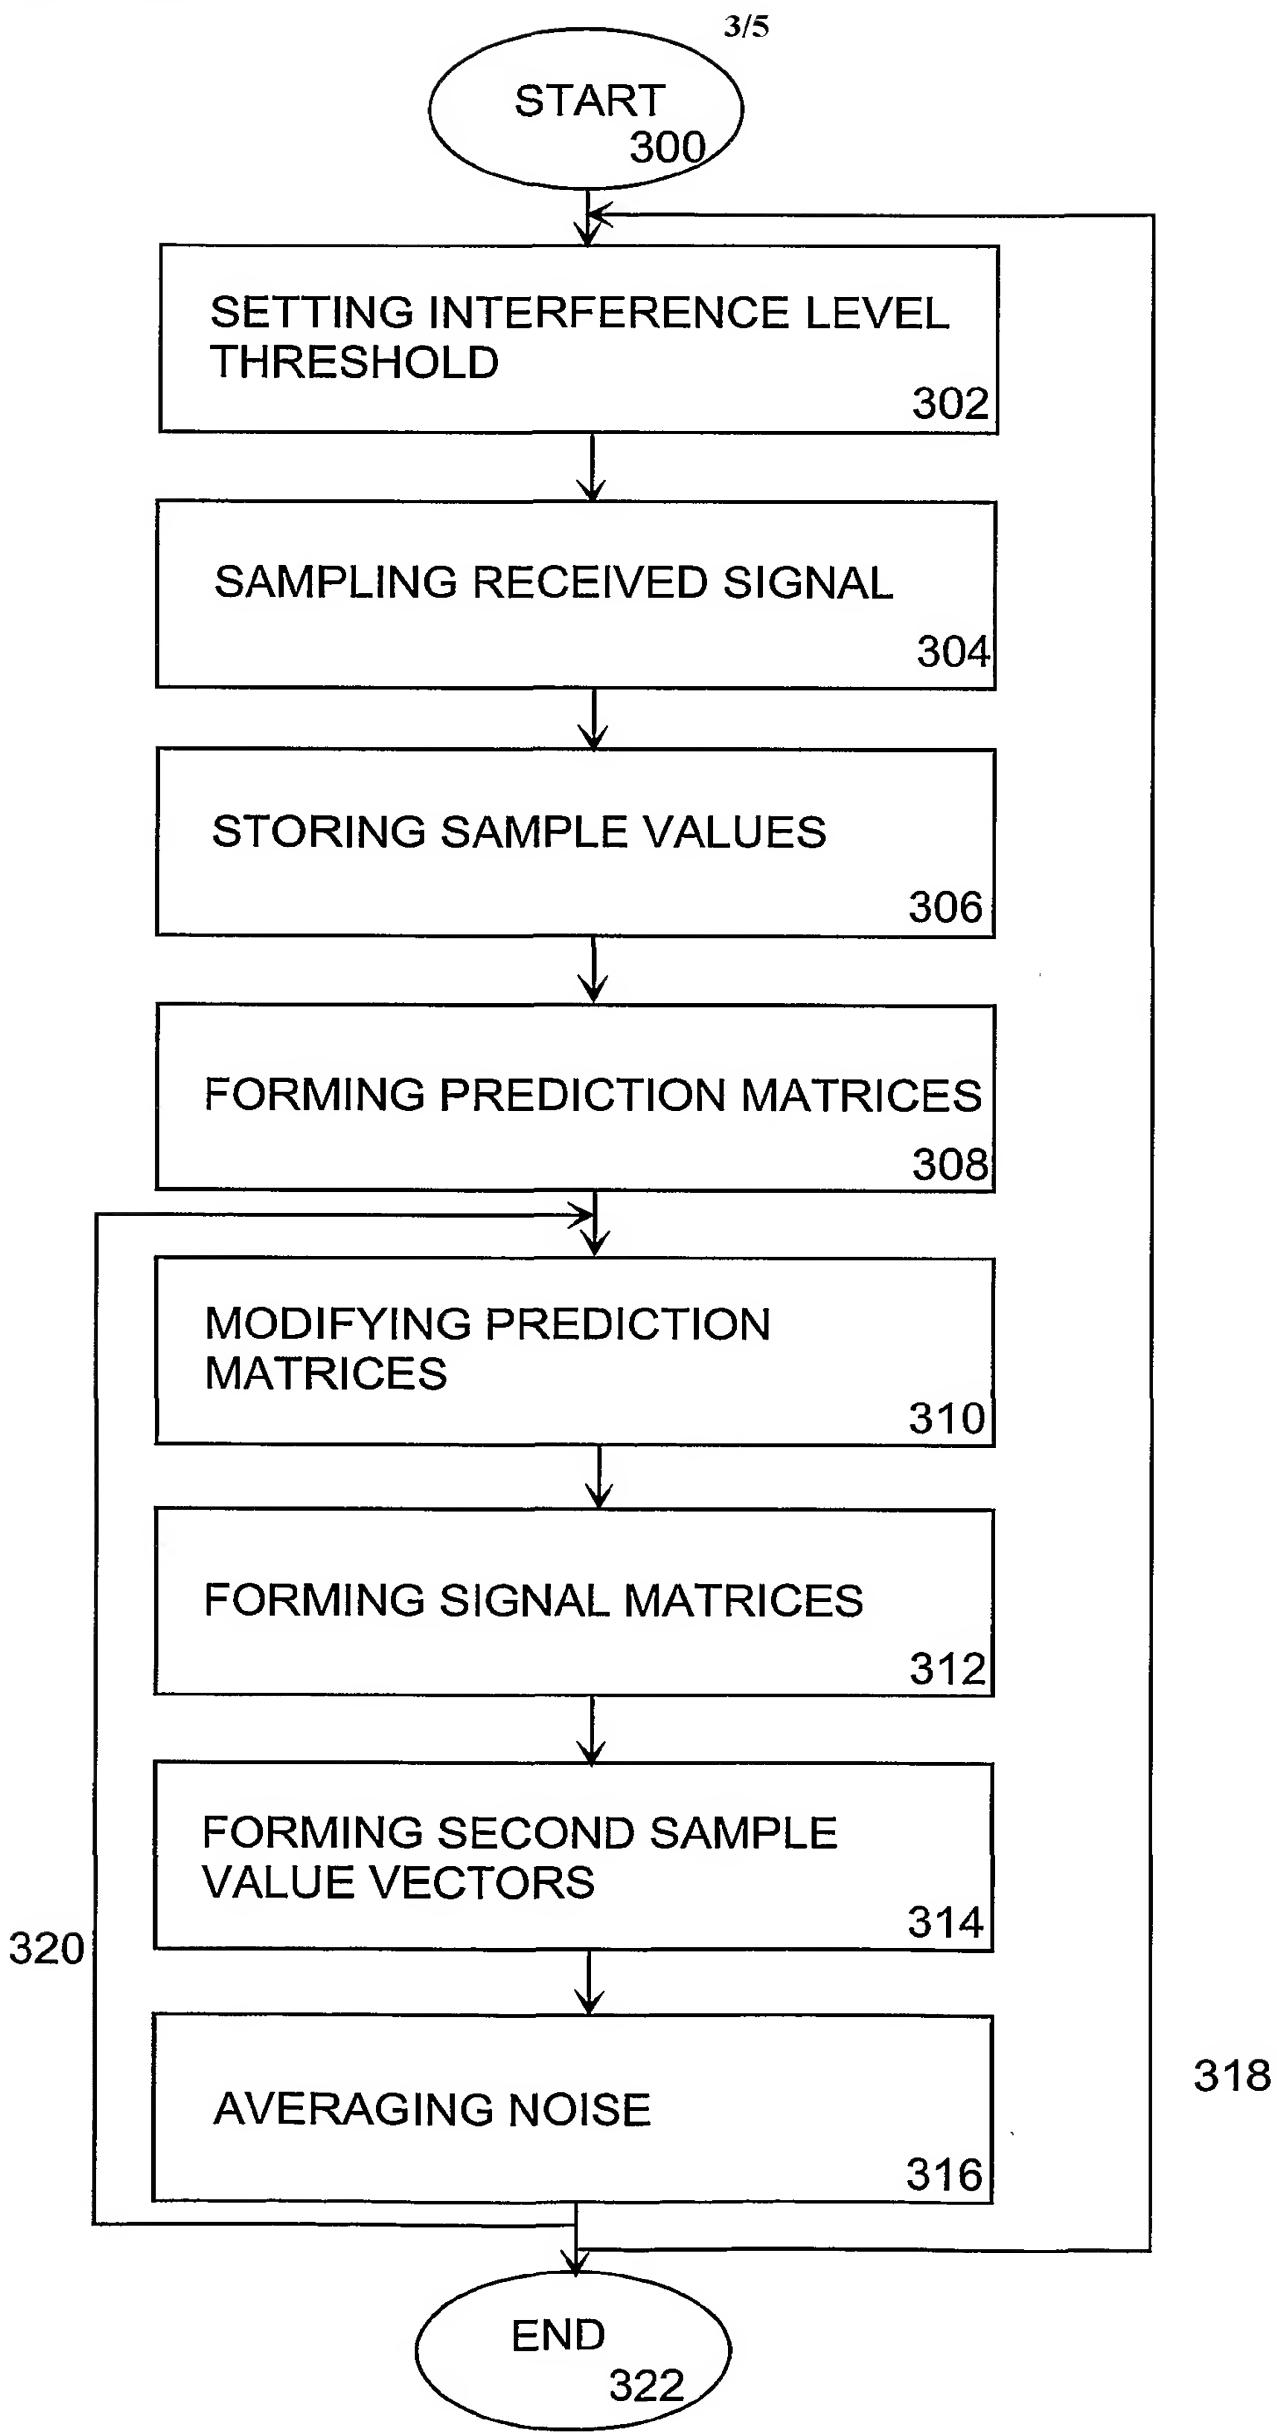 3/5
START
300
SETTING INTERFERENCE LEVEL
THRESHOLD
302
SAMPLING RECEIVED SIGNAL
304
STORING SAMPLE VALUES
306
FORMING PREDICTION MATRICES
308
MODIFYING PREDICTION
MATRICES
310
FORMING SIGNAL MATRICES
312
FORMING SECOND SAMPLE
VALUE VECTORS
314
320
318
AVERAGING NOISE
316
END
322